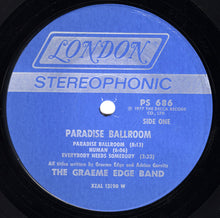 LONDON
STEREOPHONIC
PS 686
℗ 1977 THE DECCA RECORD
CO., LTD.
SIDE ONE
PARADISE BALLROOM
PARADISE BALLROOM (8:13)
HUMAN (6:06)
EVERYBODY NEEDS SOMEBODY (3:23)
All titles written by Graeme Edge and Adrian Gurvitz
THE GRAEME EDGE BAND
XZAL 15190 W